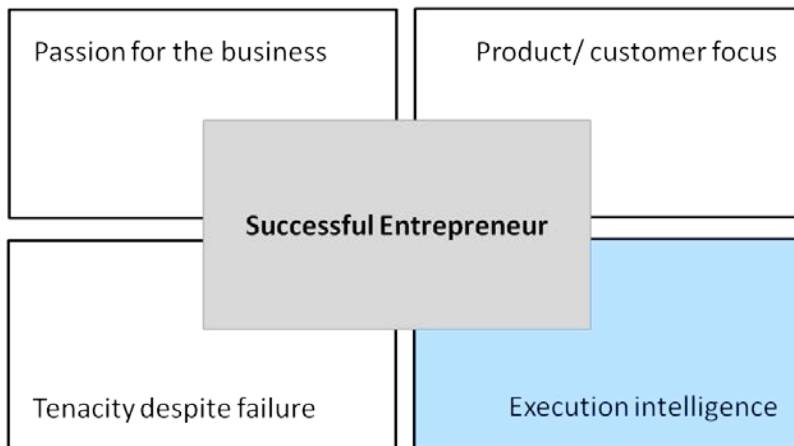 Passion for the business
Product/ customer focus
Successful Entrepreneur
Tenacity despite failure
Execution intelligence